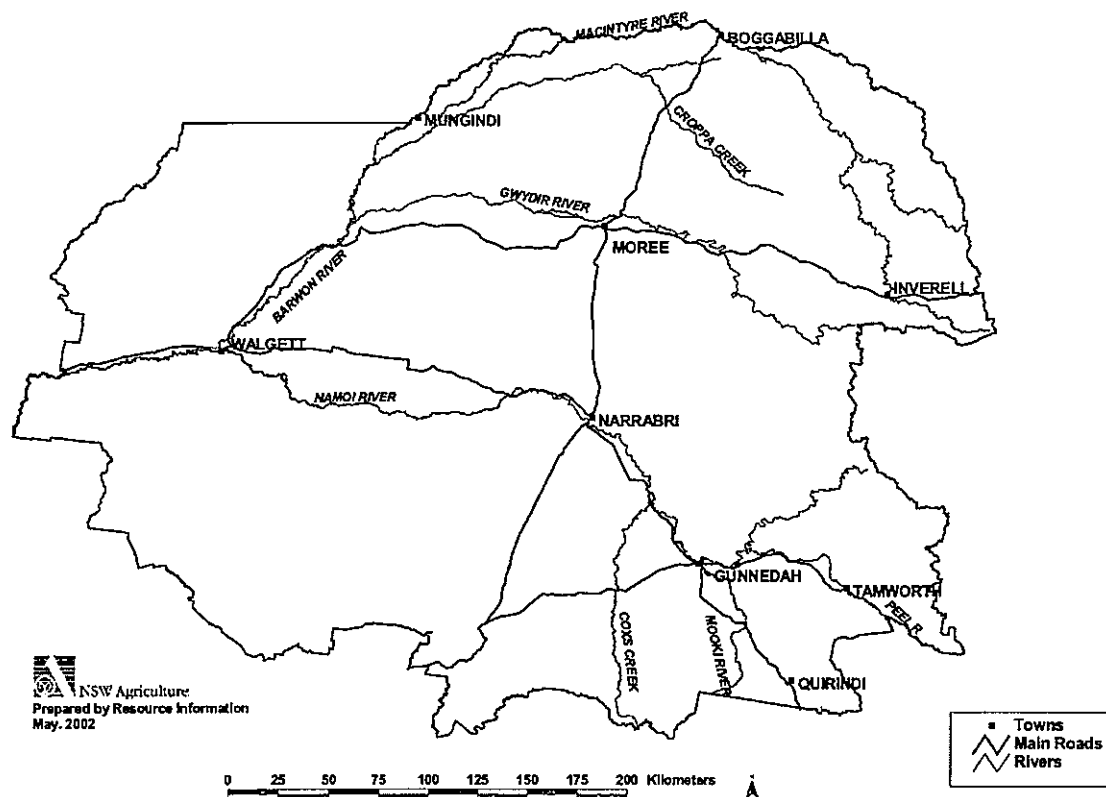 MACINTYRE RIVER
BOGGABILLA
MUNGINDI
CROPPA CREEK
GWYDIR RIVER
MOREE
INVERELL
BARWON RIVER
WALGETT
NAMOI RIVER
NARRABRI
GUNNEDAH
TAMWORTH
PEEL R
COXS CREEK
MOOKI RIVER
QUIRINDI
NSW Agriculture
Prepared by Resource Information
May. 2002
Towns
Main Roads
Rivers
0 25 50 75 100 125 150 175 200 Kilometers